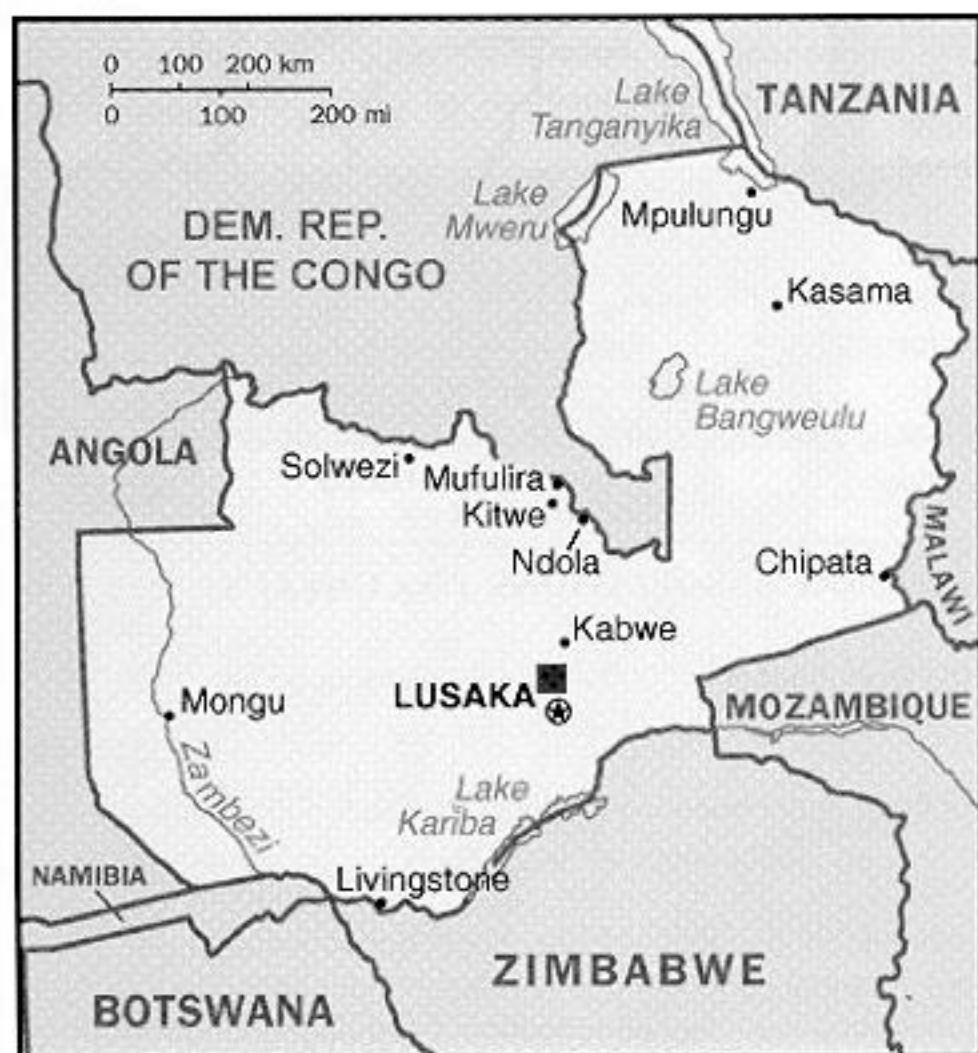 0 100 200 km
0 100 200 mi
Lake
Tanganyika
TANZANIA
Lake
Mweru
Mpulungu
DEM. REP.
OF THE CONGO
Kasama
Lake
Bangweulu
ANGOLA
Solwezi
Mufulira
Kitwe
Ndola
MALAWI
Chipata
Kabwe
LUSAKA
Mongu
MOZAMBIQUE
Zambezi
Lake
Kariba
NAMIBIA
Livingstone
ZIMBABWE
BOTSWANA